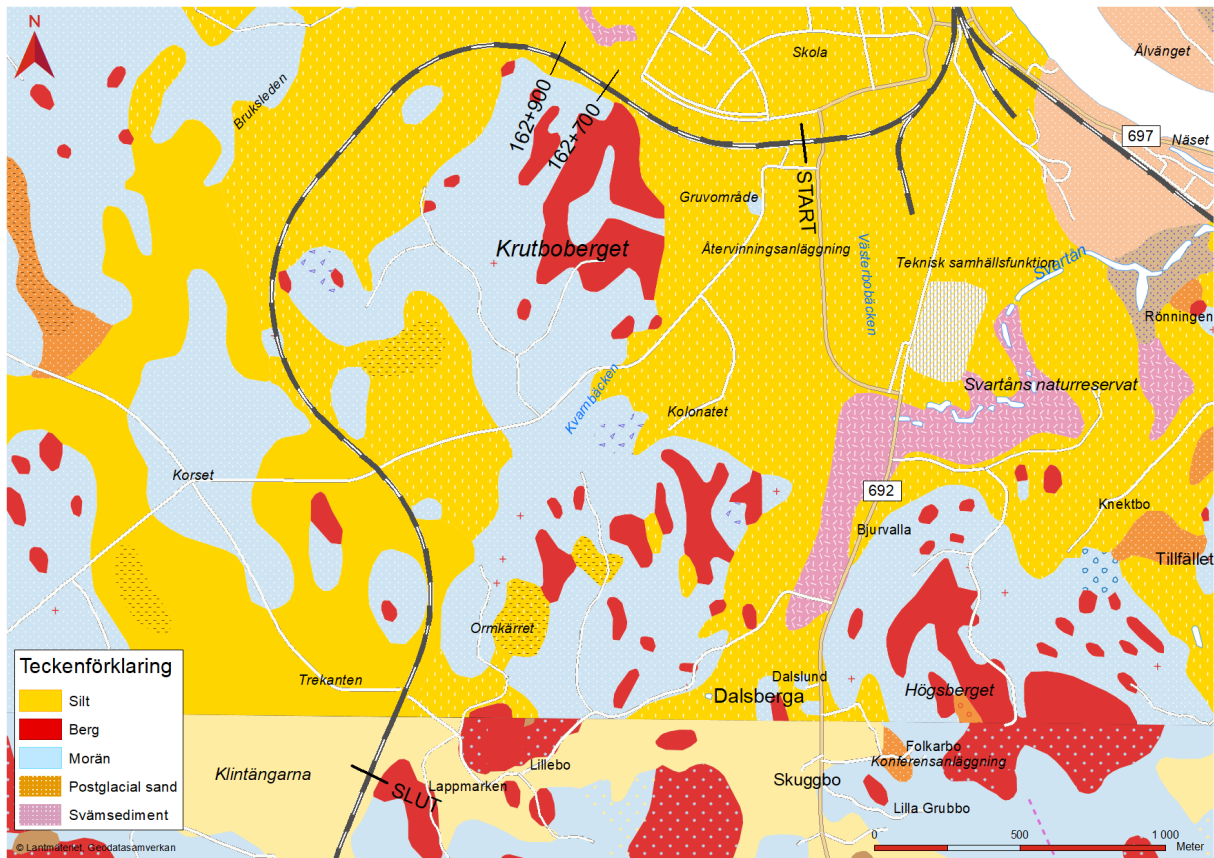 N
Skola
Älvänget
Bruksleden
162+900
162+700
697
Näset
START
Gruvområde
Krutboberget
Återvinningsanläggning
Västerbobäcken
Teknisk samhällsfunktion
Svartån
Rönningen
Kvarnbäcken
Kolonatet
Svartåns naturreservat
Korset
692
Knektbo
Bjurvalla
Tillfället
Ormkärret
Teckenförklaring
Silt
Berg
Morän
Postglacial sand
Svämsediment
Trekanten
Dalslund
Dalsberga
Högsberget
Klintängarna
SLUT
Lappmarken
Lillebo
Skuggbo
Folkarbo
Konferensanläggning
Lilla Grubbo
0 500 1 000
Meter
© Lantmäteriet, Geodatasamverkan